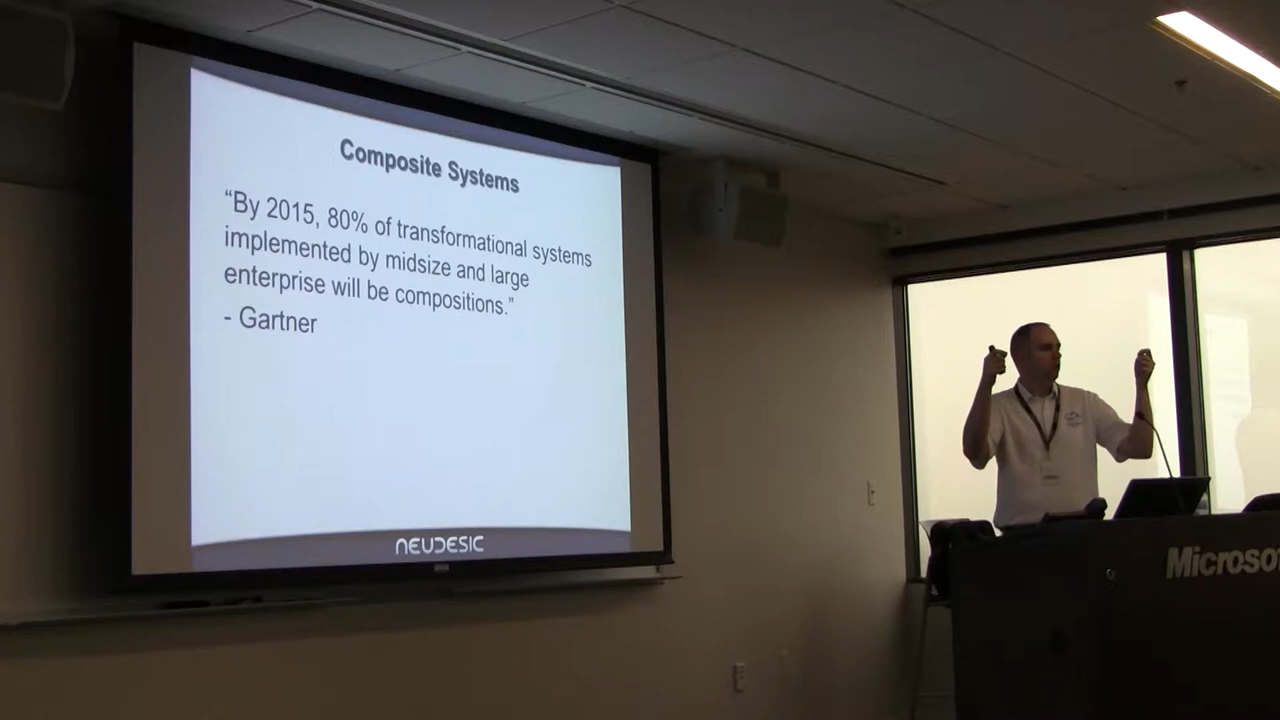 Composite Systems
“By 2015, 80% of transformational systems
implemented by midsize and large
enterprise will be compositions.”
- Gartner
NEUDESIC
Microso